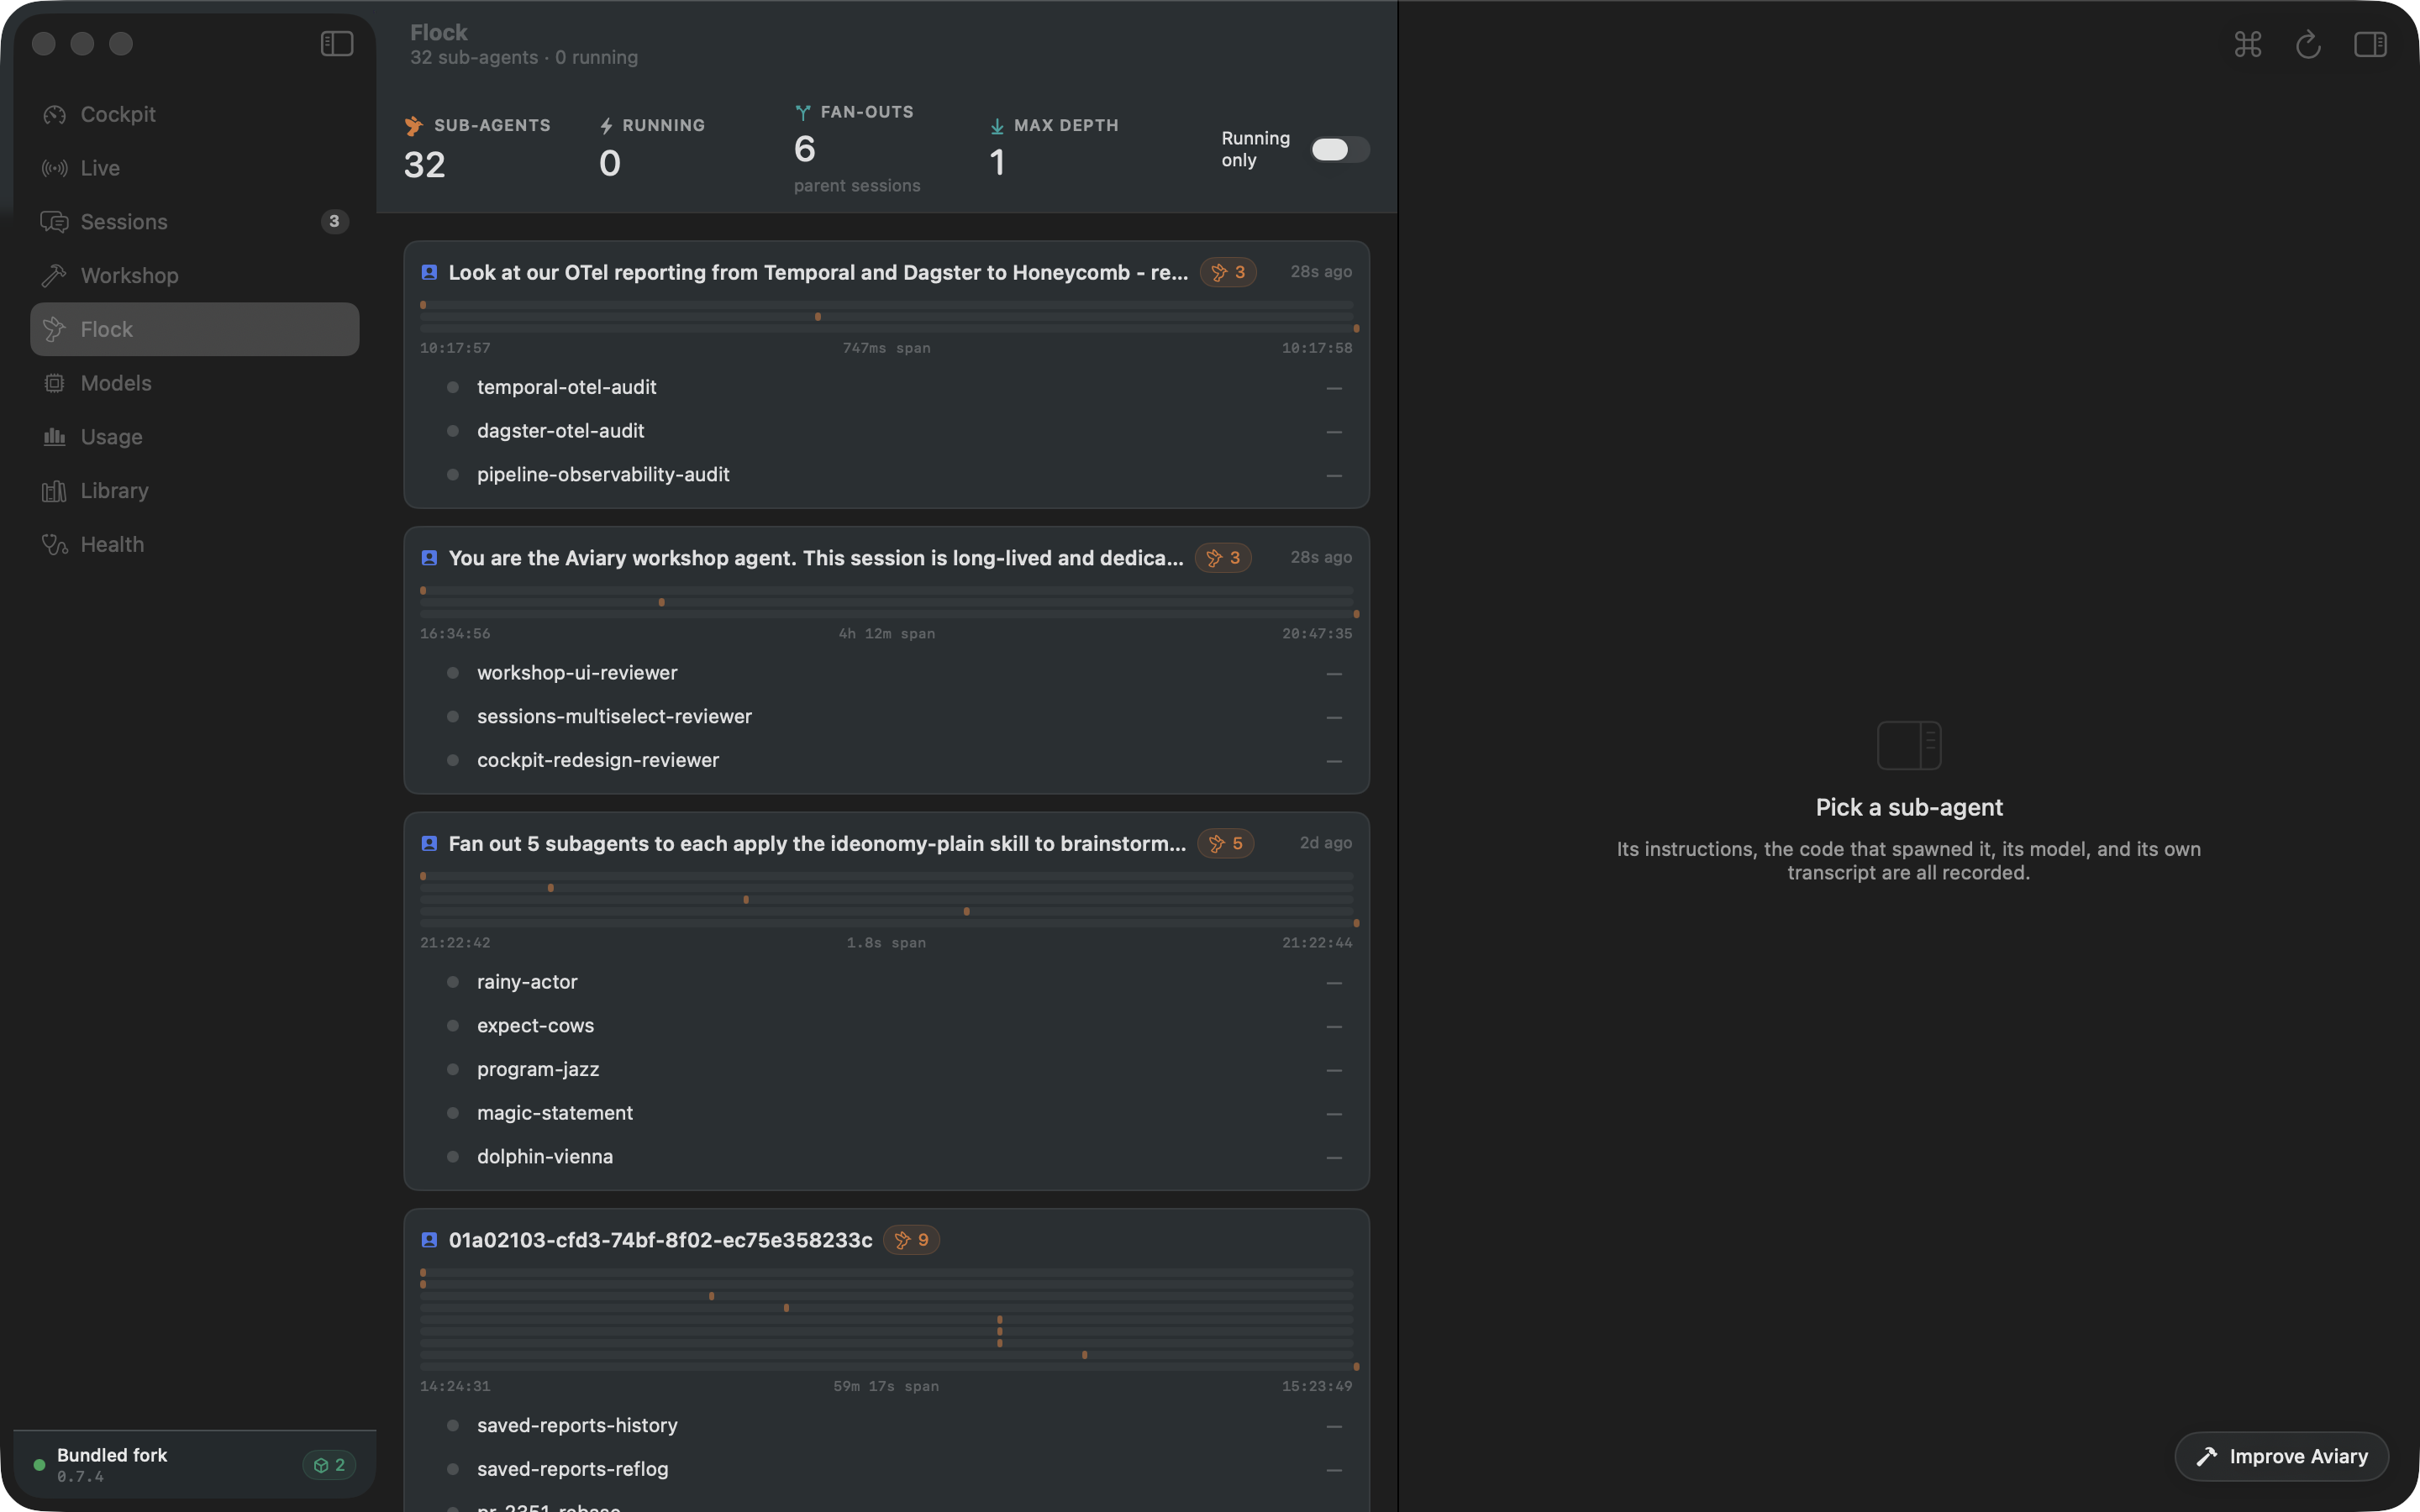 Flock
32 sub-agents · 0 running
Cockpit
Live
Sessions
3
Workshop
Flock
Models
Usage
Library
Health
SUB-AGENTS
32
RUNNING
0
FAN-OUTS
6
parent sessions
MAX DEPTH
1
Running
only
Look at our OTel reporting from Temporal and Dagster to Honeycomb - re... 3 28s ago
10:17:57 747ms span 10:17:58
temporal-otel-audit —
dagster-otel-audit —
pipeline-observability-audit —
You are the Aviary workshop agent. This session is long-lived and dedica... 3 28s ago
16:34:56 4h 12m span 20:47:35
workshop-ui-reviewer —
sessions-multiselect-reviewer —
cockpit-redesign-reviewer —
Fan out 5 subagents to each apply the ideonomy-plain skill to brainstorm... 5 2d ago
21:22:42 1.8s span 21:22:44
rainy-actor —
expect-cows —
program-jazz —
magic-statement —
dolphin-vienna —
01a02103-cfd3-74bf-8f02-ec75e358233c 9
14:24:31 59m 17s span 15:23:49
saved-reports-history —
saved-reports-reflog —
pr-2351-rebase
Pick a sub-agent
Its instructions, the code that spawned it, its model, and its own
transcript are all recorded.
Bundled fork
0.7.4
2
Improve Aviary